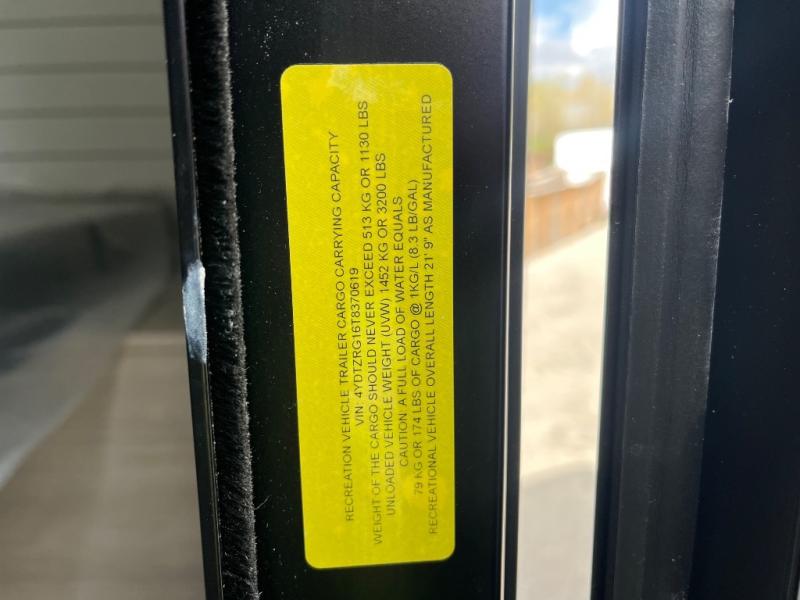 RECREATION VEHICLE TRAILER CARGO CARRYING CAPACITY
VIN: 4YDTZRG16T8370619
WEIGHT OF THE CARGO SHOULD NEVER EXCEED 513 KG OR 1130 LBS
UNLOADED VEHICLE WEIGHT (UVW) 1452 KG OR 3200 LBS
CAUTION: A FULL LOAD OF WATER EQUALS
79 KG OR 174 LBS OF CARGO @ 1KG/L (8.3 LB/GAL)
RECREATIONAL VEHICLE OVERALL LENGTH 21' 9" AS MANUFACTURED